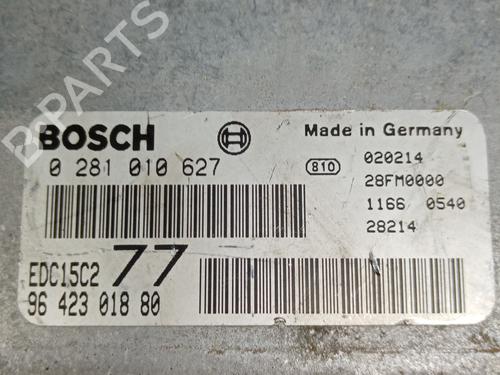 B-PARTS
BOSCH
Made in Germany
0 281 010 627
810
020214
28FM0000
1166 0540
28214
EDC15C2 77
96 423 018 80